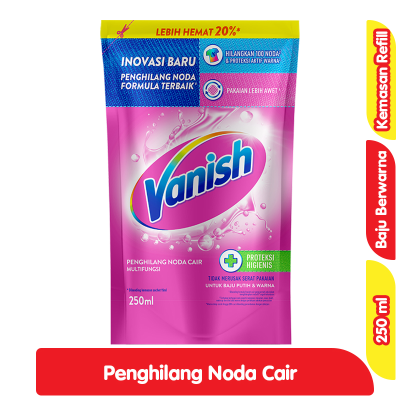 LEBIH HEMAT 20%*
INOVASI BARU
PENGHILANG NODA
FORMULA TERBAIK*
HILANGKAN 100 NODA*
& PROTEKSI AKTIF WARNA
PAKAIAN LEBIH AWET*
Vanish
PENGHILANG NODA CAIR
MULTIFUNGSI
PROTEKSI
HIGIENIS
TIDAK MERUSAK SERAT PAKAIAN
UNTUK BAJU PUTIH & WARNA
250ml
Kemasan Refill
Baju Berwarna
250 ml
Penghilang Noda Cair